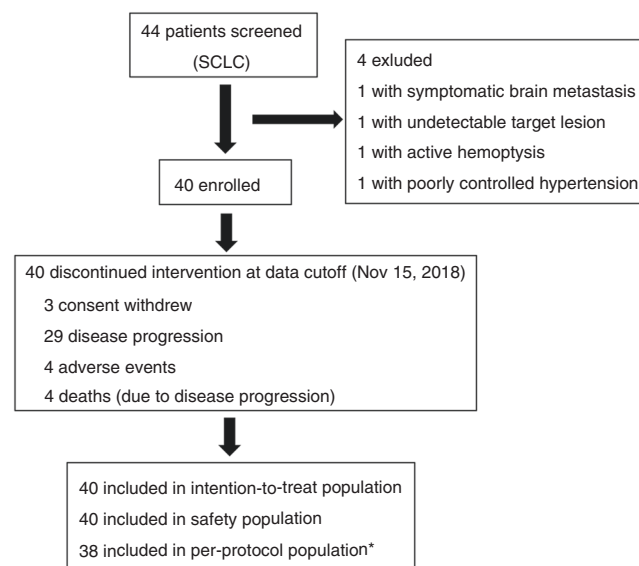 44 patients screened
(SCLC)
4 exluded
1 with symptomatic brain metastasis
1 with undetectable target lesion
1 with active hemoptysis
1 with poorly controlled hypertension
40 enrolled
40 discontinued intervention at data cutoff (Nov 15, 2018)
3 consent withdrew
29 disease progression
4 adverse events
4 deaths (due to disease progression)
40 included in intention-to-treat population
40 included in safety population
38 included in per-protocol population*